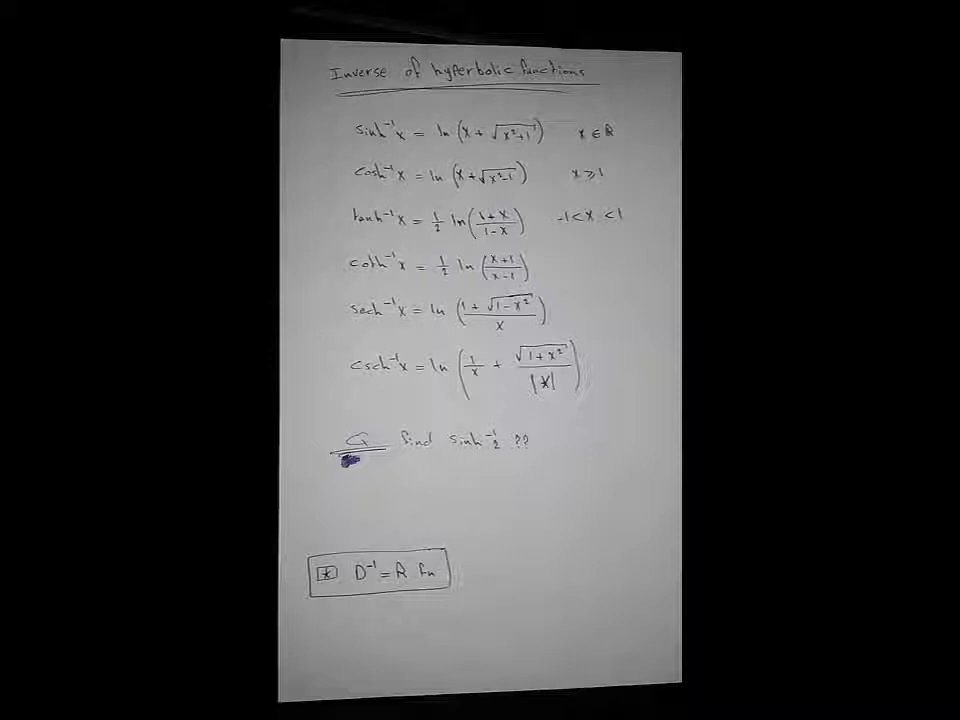 Inverse of hyperbolic functions
sinh⁻¹x = ln (x + √(x²+1)) x ∈ R
cosh⁻¹x = ln (x + √(x²-1)) x ⩾ 1
tanh⁻¹x = 1/2 ln((1+x)/(1-x)) -1 < x < 1
coth⁻¹x = 1/2 ln ((x+1)/(x-1))
sech⁻¹x = ln ((1 + √(1-x²))/x)
csch⁻¹x = ln (1/x + √(1+x²)/|x|)
Q find sinh⁻¹2 ??
* D⁻¹ = R fn